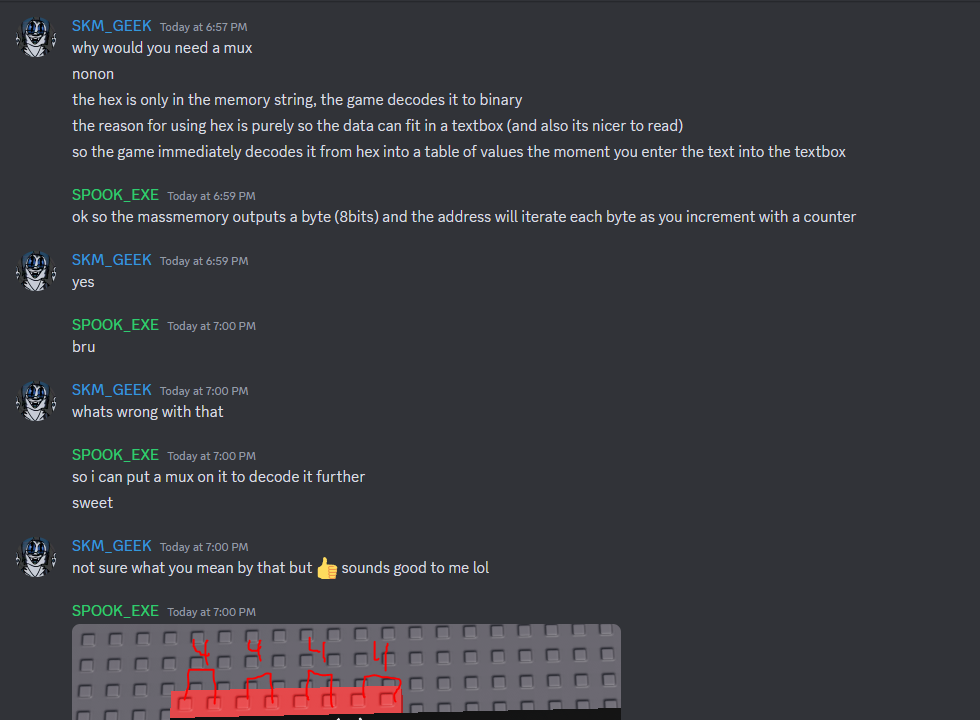 SKM_GEEK Today at 6:57 PM
why would you need a mux
nonon
the hex is only in the memory string, the game decodes it to binary
the reason for using hex is purely so the data can fit in a textbox (and also its nicer to read)
so the game immediately decodes it from hex into a table of values the moment you enter the text into the textbox
SPOOK_EXE Today at 6:59 PM
ok so the massmemory outputs a byte (8bits) and the address will iterate each byte as you increment with a counter
SKM_GEEK Today at 6:59 PM
yes
SPOOK_EXE Today at 7:00 PM
bru
SKM_GEEK Today at 7:00 PM
whats wrong with that
SPOOK_EXE Today at 7:00 PM
so i can put a mux on it to decode it further
sweet
SKM_GEEK Today at 7:00 PM
not sure what you mean by that but 👍 sounds good to me lol
SPOOK_EXE Today at 7:00 PM
4 4 4 4